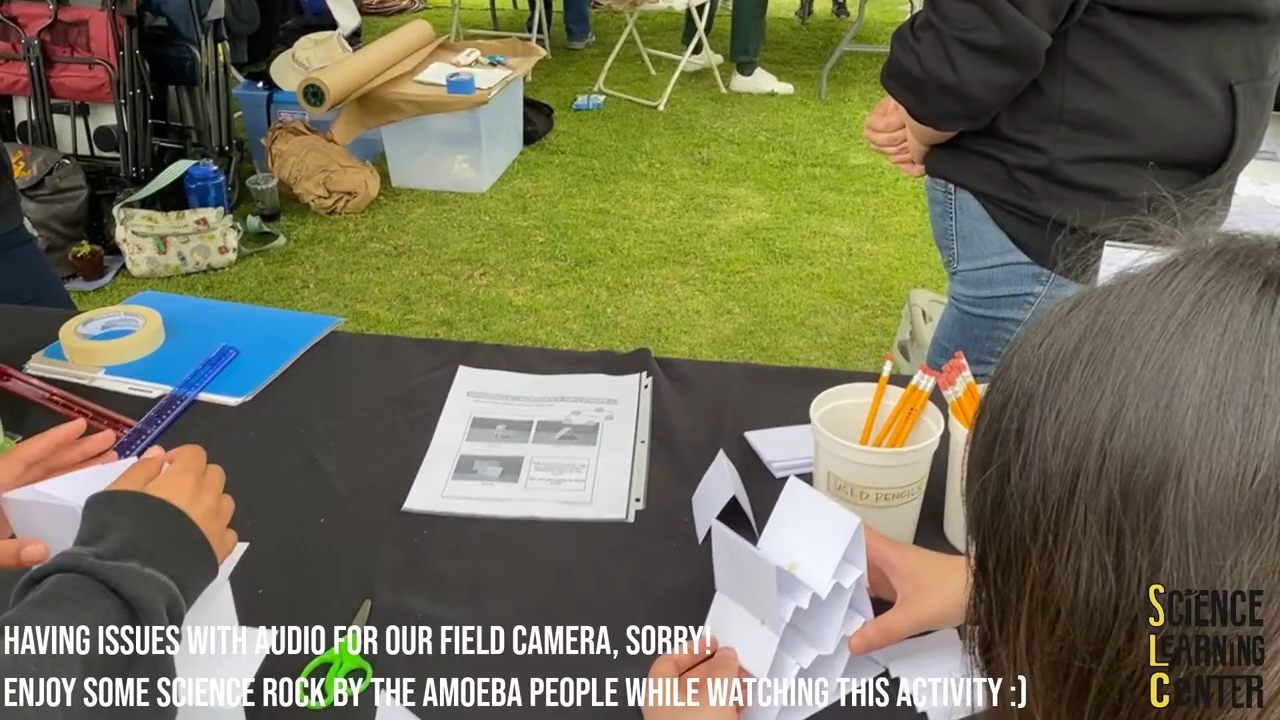 USED PENCILS
HAVING ISSUES WITH AUDIO FOR OUR FIELD CAMERA, SORRY!
ENJOY SOME SCIENCE ROCK BY THE AMOEBA PEOPLE WHILE WATCHING THIS ACTIVITY :)
SCiENCE
LEARNiNG
CENTER